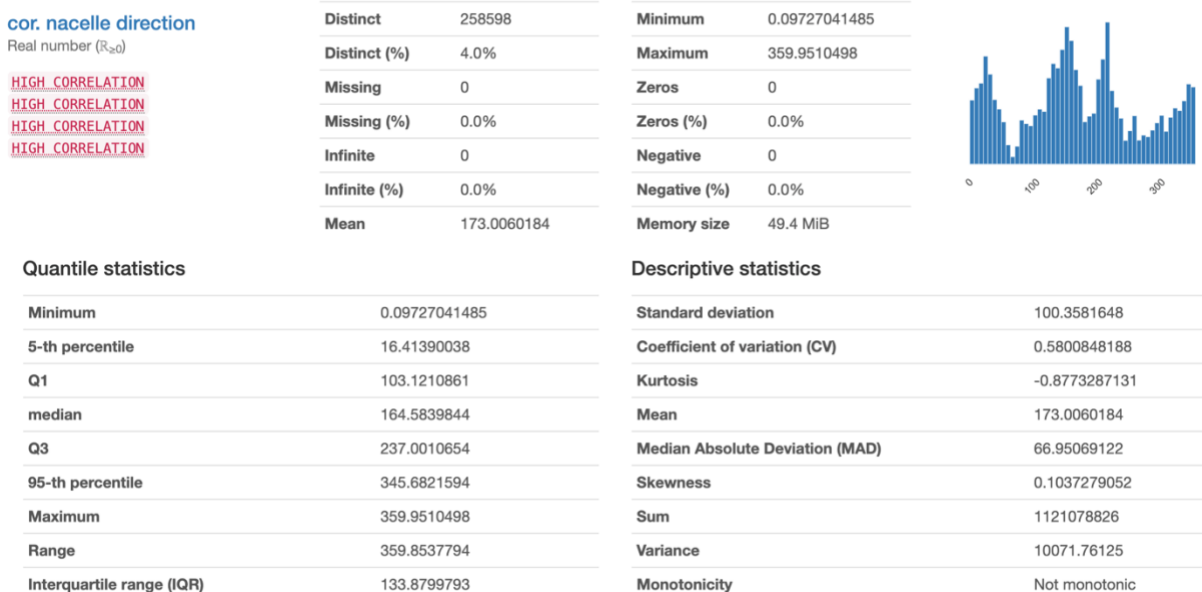 cor. nacelle direction
Real number (ℝ≥0)
HIGH CORRELATION
HIGH CORRELATION
HIGH CORRELATION
HIGH CORRELATION
Distinct 258598
Distinct (%) 4.0%
Missing 0
Missing (%) 0.0%
Infinite 0
Infinite (%) 0.0%
Mean 173.0060184
Minimum 0.09727041485
Maximum 359.9510498
Zeros 0
Zeros (%) 0.0%
Negative 0
Negative (%) 0.0%
Memory size 49.4 MiB
0 100 200 300
Quantile statistics
Minimum 0.09727041485
5-th percentile 16.41390038
Q1 103.1210861
median 164.5839844
Q3 237.0010654
95-th percentile 345.6821594
Maximum 359.9510498
Range 359.8537794
Interquartile range (IQR) 133.8799793
Descriptive statistics
Standard deviation 100.3581648
Coefficient of variation (CV) 0.5800848188
Kurtosis -0.8773287131
Mean 173.0060184
Median Absolute Deviation (MAD) 66.95069122
Skewness 0.1037279052
Sum 1121078826
Variance 10071.76125
Monotonicity Not monotonic